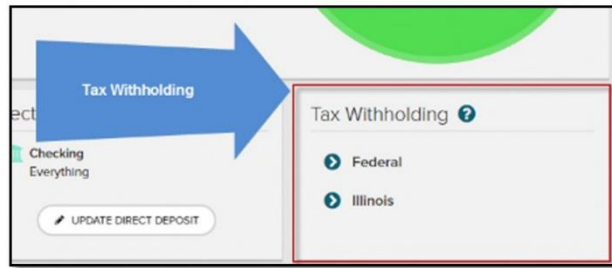 Tax Withholding
ect
Checking
Everything
UPDATE DIRECT DEPOSIT
Tax Withholding ?
Federal
Illinois